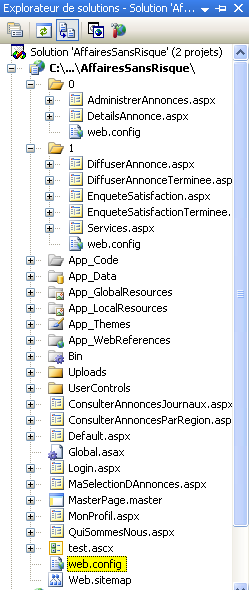 Explorateur de solutions - Solution 'Af...
Solution 'AffairesSansRisque' (2 projets)
C:\...\AffairesSansRisque\
0
AdministrerAnnonces.aspx
DetailsAnnonce.aspx
web.config
1
DiffuserAnnonce.aspx
DiffuserAnnonceTerminee.aspx
EnqueteSatisfaction.aspx
EnqueteSatisfactionTerminee.
Services.aspx
web.config
App_Code
App_Data
App_GlobalResources
App_LocalResources
App_Themes
App_WebReferences
Bin
Uploads
UserControls
ConsulterAnnoncesJournaux.aspx
ConsulterAnnoncesParRegion.asp
Default.aspx
Global.asax
Login.aspx
MaSelectionDAnnonces.aspx
MasterPage.master
MonProfil.aspx
QuiSommesNous.aspx
test.ascx
web.config
Web.sitemap